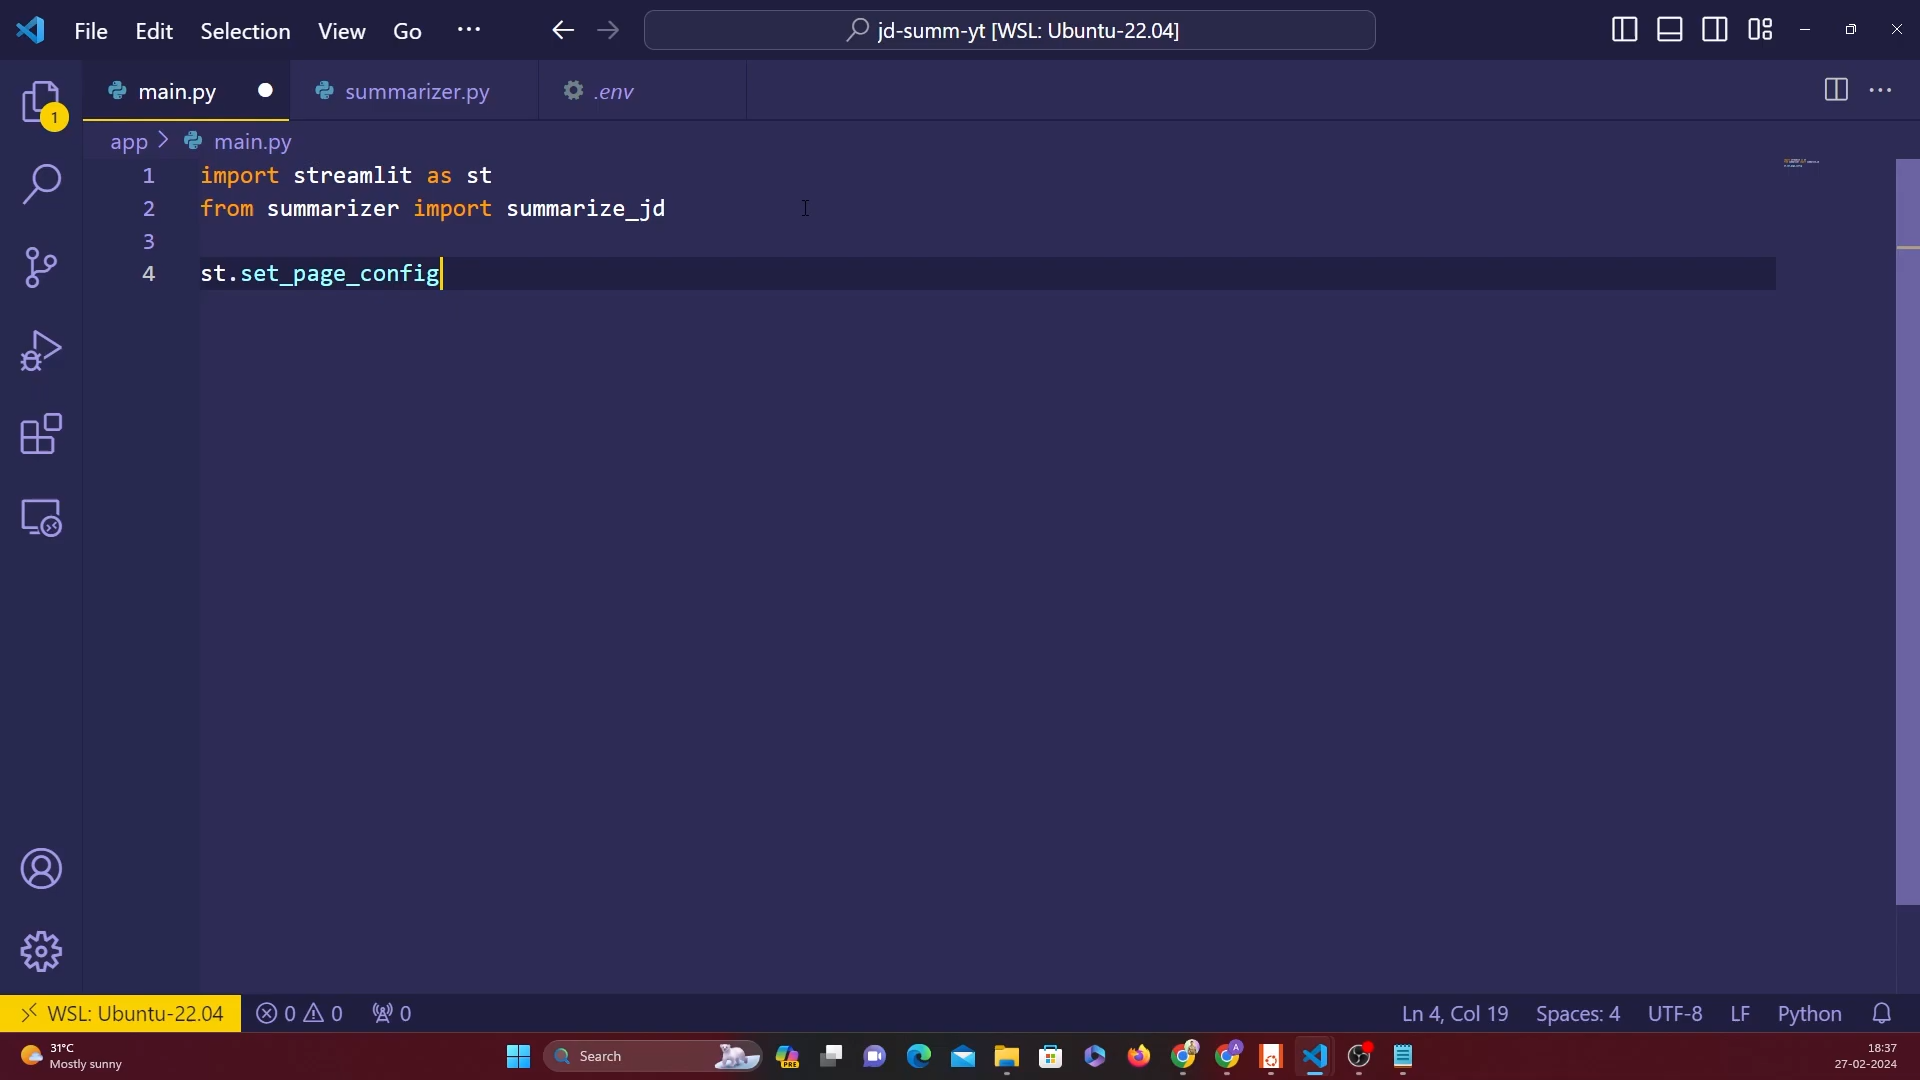 File Edit Selection View Go ...
jd-summ-yt [WSL: Ubuntu-22.04]
main.py summarizer.py .env
1
app > main.py
1 import streamlit as st
2 from summarizer import summarize_jd
3
4 st.set_page_config
WSL: Ubuntu-22.04 0 0 0 Ln 4, Col 19 Spaces: 4 UTF-8 LF Python
31°C
Mostly sunny
Search
PRE
A
18:37
27-02-2024